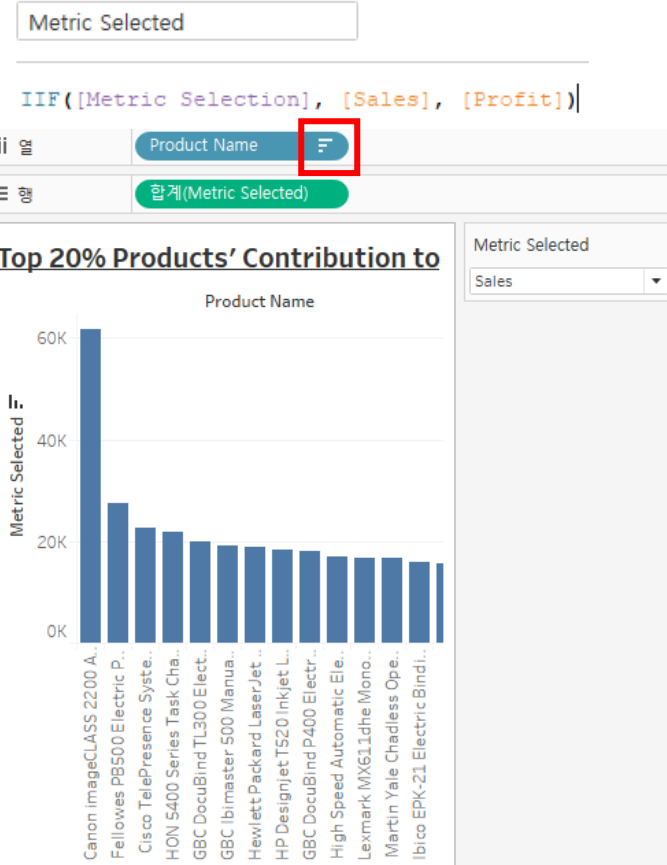 Metric Selected
IIF([Metric Selection], [Sales], [Profit])
iii 열
Product Name
행
합계(Metric Selected)
Top 20% Products' Contribution to
Metric Selected
Sales
Product Name
60K
40K
20K
0K
Metric Selected
Canon imageCLASS 2200 A..
Fellowes PB500 Electric P..
Cisco TelePresence Syste..
HON 5400 Series Task Cha..
GBC DocuBind TL300 Elect..
GBC Ibimaster 500 Manua..
Hewlett Packard LaserJet ..
HP Designjet T520 Inkjet L..
GBC DocuBind P400 Electr..
High Speed Automatic Ele..
Lexmark MX611dhe Mono..
Martin Yale Chadless Ope..
Ibico EPK-21 Electric Bindi..